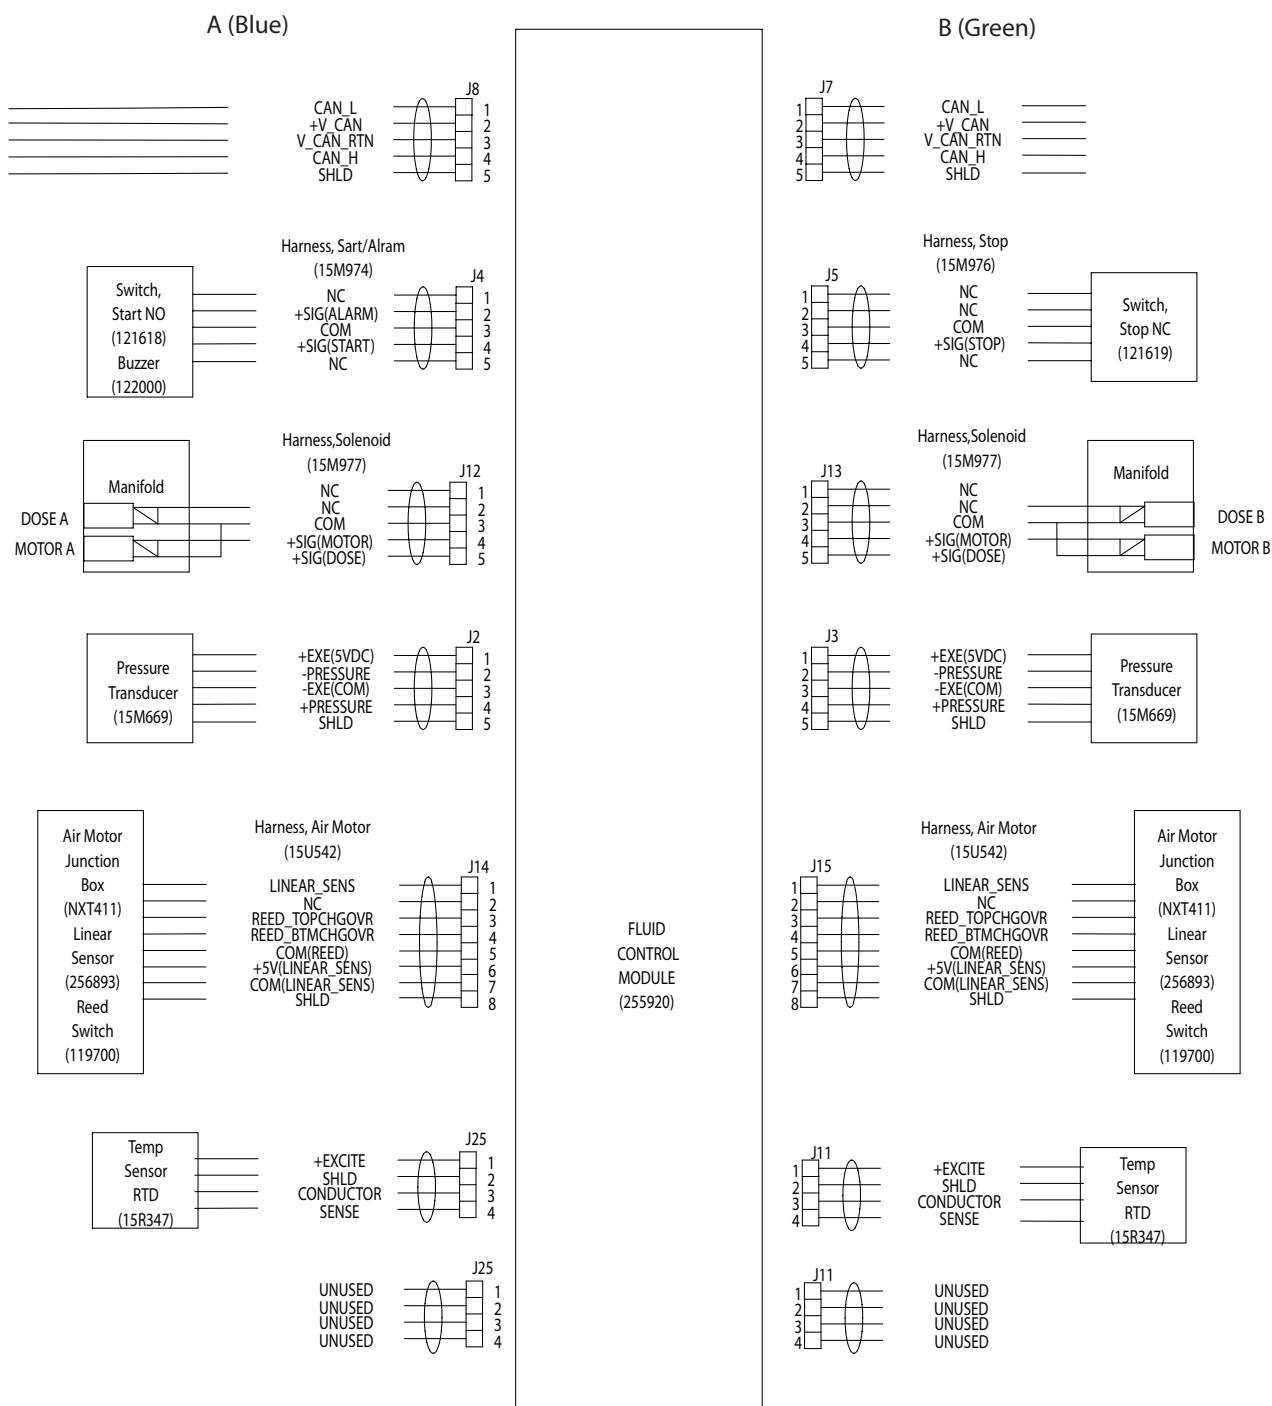 A (Blue)
B (Green)
J8
CAN_L 1
+V_CAN 2
V_CAN_RTN 3
CAN_H 4
SHLD 5
J7
1 CAN_L
2 +V_CAN
3 V_CAN_RTN
4 CAN_H
5 SHLD
Harness, Sart/Alram
(15M974)
J4
Switch,
Start NO
(121618)
Buzzer
(122000)
NC 1
+SIG(ALARM) 2
COM 3
+SIG(START) 4
NC 5
Harness, Stop
(15M976)
J5
1 NC
2 NC
3 COM
4 +SIG(STOP)
5 NC
Switch,
Stop NC
(121619)
Harness,Solenoid
(15M977)
J12
Manifold
DOSE A
MOTOR A
NC 1
NC 2
COM 3
+SIG(MOTOR) 4
+SIG(DOSE) 5
Harness,Solenoid
(15M977)
J13
1 NC
2 NC
3 COM
4 +SIG(MOTOR)
5 +SIG(DOSE)
Manifold
DOSE B
MOTOR B
J2
Pressure
Transducer
(15M669)
+EXE(5VDC) 1
-PRESSURE 2
-EXE(COM) 3
+PRESSURE 4
SHLD 5
J3
1 +EXE(5VDC)
2 -PRESSURE
3 -EXE(COM)
4 +PRESSURE
5 SHLD
Pressure
Transducer
(15M669)
Air Motor
Junction
Box
(NXT411)
Linear
Sensor
(256893)
Reed
Switch
(119700)
Harness, Air Motor
(15U542)
J14
LINEAR_SENS 1
NC 2
REED_TOPCHGOVR 3
REED_BTMCHGOVR 4
COM(REED) 5
+5V(LINEAR_SENS) 6
COM(LINEAR_SENS) 7
SHLD 8
FLUID
CONTROL
MODULE
(255920)
Harness, Air Motor
(15U542)
J15
1 LINEAR_SENS
2 NC
3 REED_TOPCHGOVR
4 REED_BTMCHGOVR
5 COM(REED)
6 +5V(LINEAR_SENS)
7 COM(LINEAR_SENS)
8 SHLD
Air Motor
Junction
Box
(NXT411)
Linear
Sensor
(256893)
Reed
Switch
(119700)
Temp
Sensor
RTD
(15R347)
J25
+EXCITE 1
SHLD 2
CONDUCTOR 3
SENSE 4
J11
1 +EXCITE
2 SHLD
3 CONDUCTOR
4 SENSE
Temp
Sensor
RTD
(15R347)
J25
UNUSED 1
UNUSED 2
UNUSED 3
UNUSED 4
J11
1 UNUSED
2 UNUSED
3 UNUSED
4 UNUSED